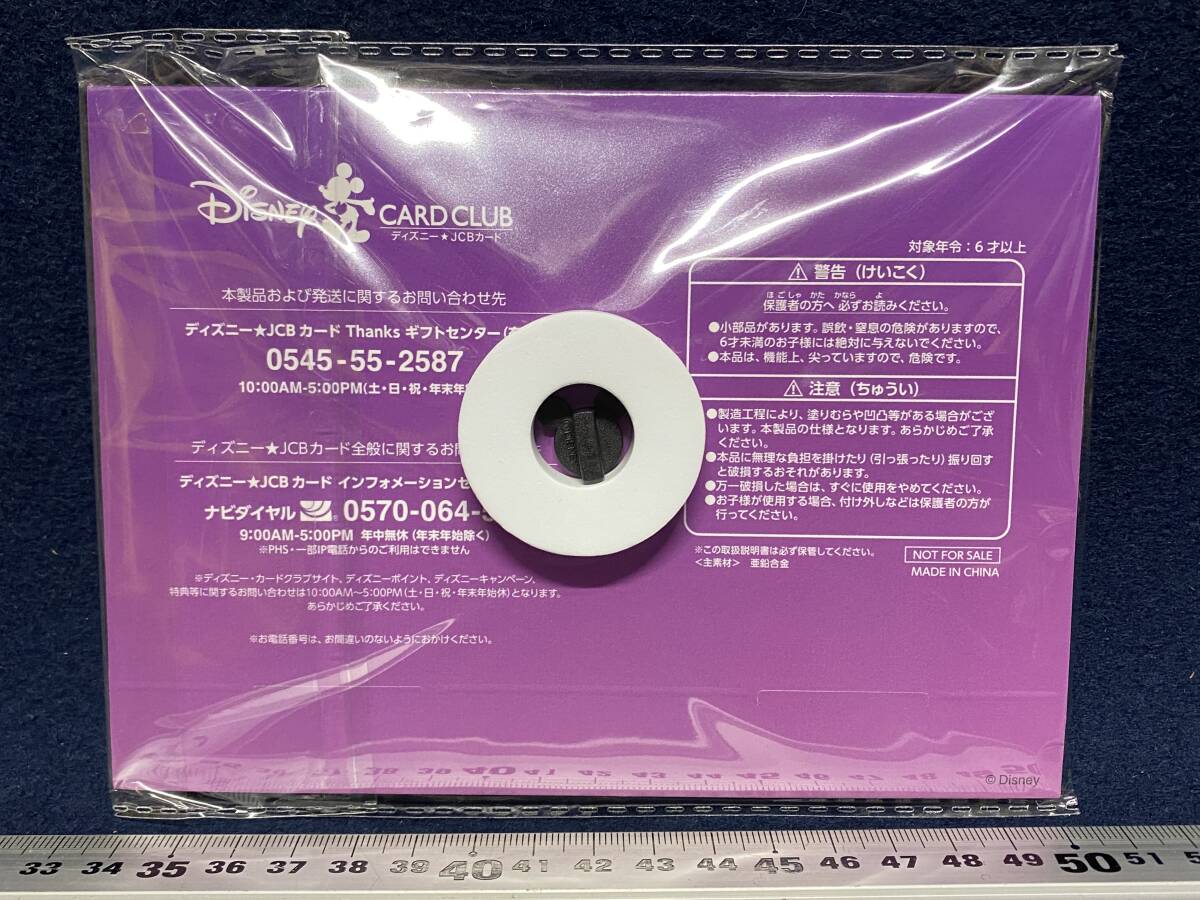 Disney CARD CLUB
ディズニー★JCBカード
本製品および発送に関するお問い合わせ先
ディズニー★JCB カード Thanks ギフトセンター
0545-55-2587
10:00AM-5:00PM(土・日・祝・年末年
ディズニー★JCBカード全般に関するお
ディズニー★JCB カード インフォメーションセ
ナビダイヤル 0570-064-
9:00AM-5:00PM 年中無休(年末年始除く)
※PHS・一部IP電話からのご利用はできません
※ディズニー・カードクラブサイト、ディズニーポイント、ディズニーキャンペーン、
特典等に関するお問い合わせは10:00AM〜5:00PM(土・日・祝・年末年始休)となります。
あらかじめご了承ください。
※お電話番号は、お間違いのないようにおかけください。
対象年令:6才以上
⚠ 警告(けいこく)
ほごしゃ かた かなら よ
保護者の方へ 必ずお読みください。
●小部品があります。誤飲・窒息の危険がありますので、
6才未満のお子様には絶対に与えないでください。
●本品は、機能上、尖っていますので、危険です。
⚠ 注意(ちゅうい)
●製造工程により、塗りむらや凹凸等がある場合がござ
います。本製品の仕様となります。あらかじめご了承
ください。
●本品に無理な負担を掛けたり(引っ張ったり)振り回す
と破損するおそれがあります。
●万一破損した場合は、すぐに使用をやめてください。
●お子様が使用する場合、付け外しなどは保護者の方が
行ってください。
※この取扱説明書は必ず保管してください。
<主素材> 亜鉛合金
NOT FOR SALE
MADE IN CHINA
© Disney
33 34 35 36 37 38 39 40 41 42 43 44 45 46 47 48 49 50 51